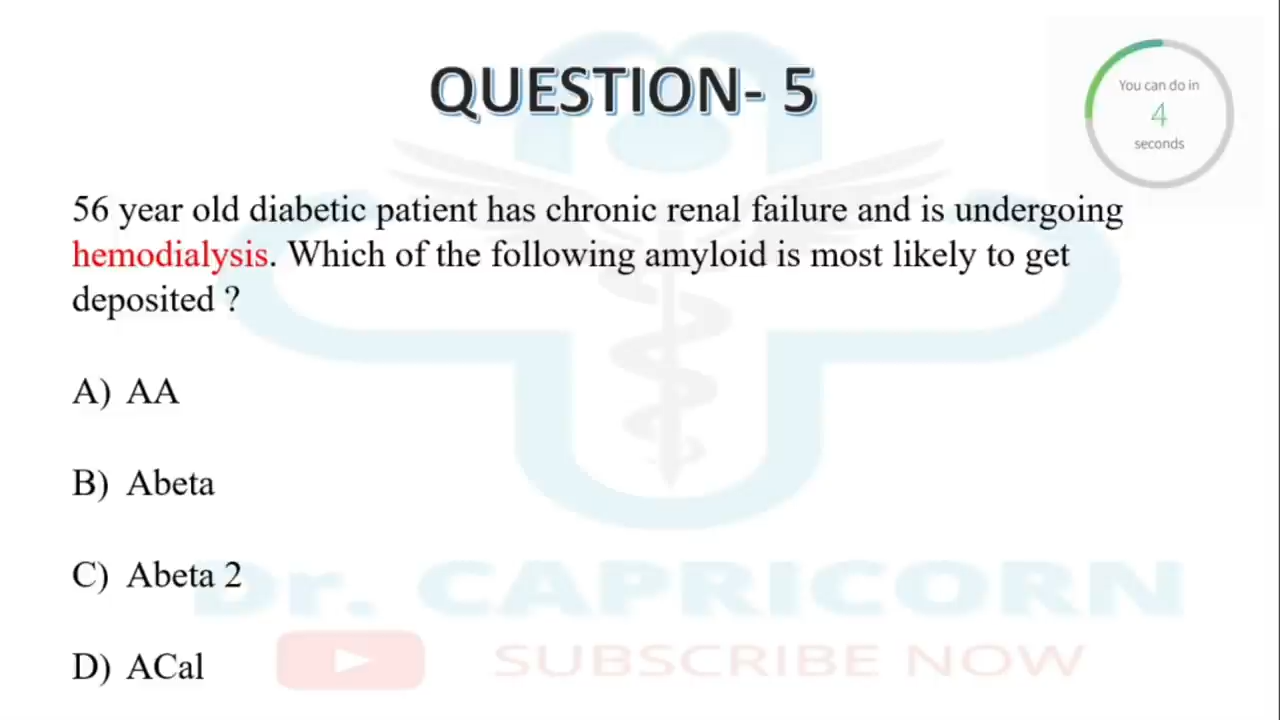 QUESTION- 5
You can do in
4
seconds
56 year old diabetic patient has chronic renal failure and is undergoing
hemodialysis. Which of the following amyloid is most likely to get
deposited ?
A) AA
B) Abeta
C) Abeta 2
D) ACal
Dr. CAPRICORN
SUBSCRIBE NOW